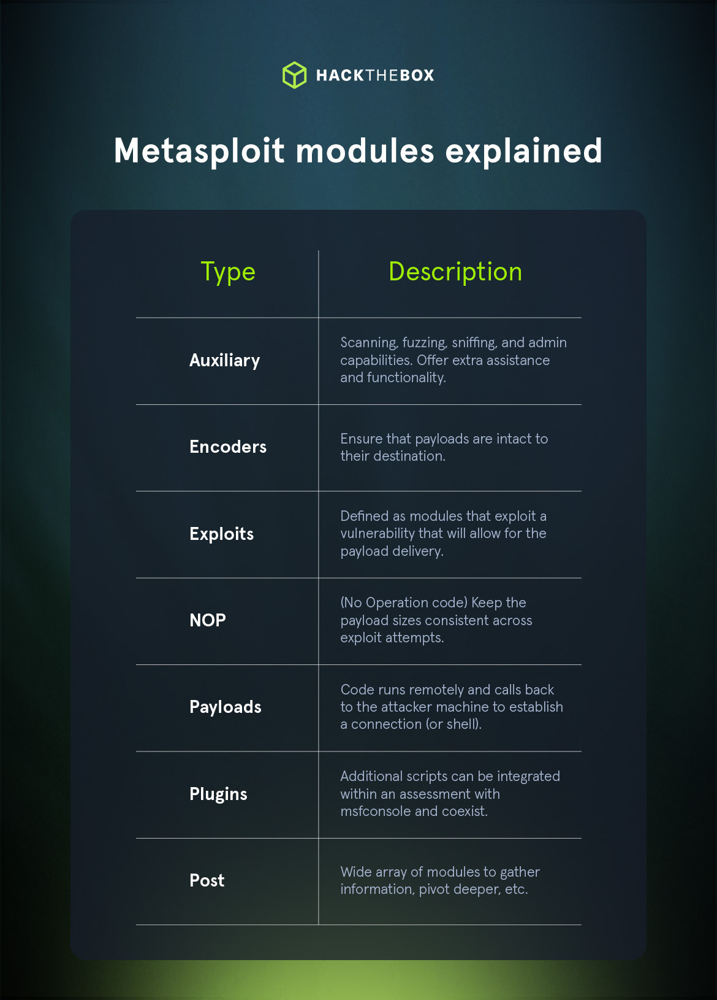 HACKTHEBOX
Metasploit modules explained
Type
Description
Auxiliary
Scanning, fuzzing, sniffing, and admin
capabilities. Offer extra assistance
and functionality.
Encoders
Ensure that payloads are intact to
their destination.
Exploits
Defined as modules that exploit a
vulnerability that will allow for the
payload delivery.
NOP
(No Operation code) Keep the
payload sizes consistent across
exploit attempts.
Payloads
Code runs remotely and calls back
to the attacker machine to establish
a connection (or shell).
Plugins
Additional scripts can be integrated
within an assessment with
msfconsole and coexist.
Post
Wide array of modules to gather
information, pivot deeper, etc.